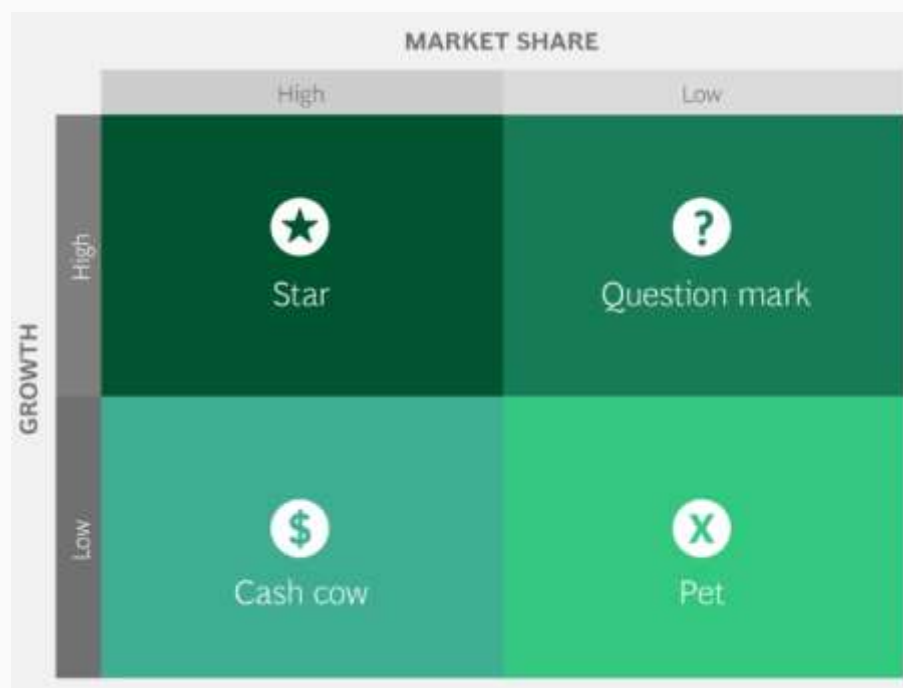 MARKET SHARE
High Low
GROWTH
High
Star
?
Question mark
Low
$
Cash cow
X
Pet